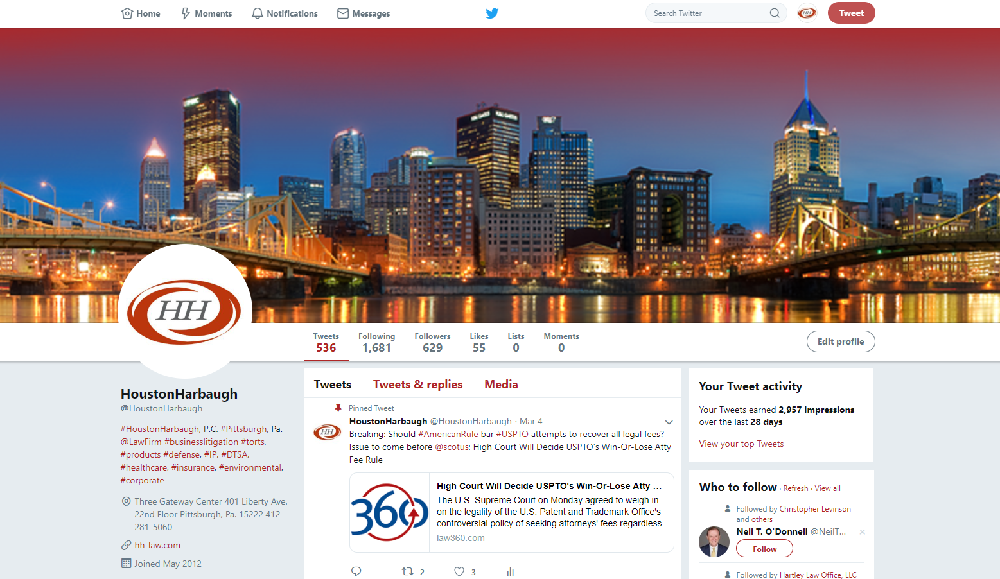 Home
Moments
Notifications
Messages
Search Twitter
HH
Tweet
HH
Tweets
536
Following
1,681
Followers
629
Likes
55
Lists
0
Moments
0
Edit profile
HoustonHarbaugh
@HoustonHarbaugh
#HoustonHarbaugh, P.C. #Pittsburgh, Pa.
@LawFirm #businesslitigation #torts,
#products #defense, #IP, #DTSA,
#healthcare, #insurance, #environmental,
#corporate
Three Gateway Center 401 Liberty Ave.
22nd Floor Pittsburgh, Pa. 15222 412-
281-5060
hh-law.com
Joined May 2012
Tweets
Tweets & replies
Media
Pinned Tweet
HH
HoustonHarbaugh @HoustonHarbaugh · Mar 4
Breaking: Should #AmericanRule bar #USPTO attempts to recover all legal fees?
Issue to come before @scotus: High Court Will Decide USPTO's Win-Or-Lose Atty
Fee Rule
360
High Court Will Decide USPTO's Win-Or-Lose Atty ...
The U.S. Supreme Court on Monday agreed to weigh in
on the legality of the U.S. Patent and Trademark Office's
controversial policy of seeking attorneys' fees regardless
law360.com
2
3
Your Tweet activity
Your Tweets earned 2,957 impressions
over the last 28 days
View your top Tweets
Who to follow · Refresh · View all
Followed by Christopher Levinson
and others
Neil T. O'Donnell @NeilT...
Follow
Followed by Hartley Law Office, LLC